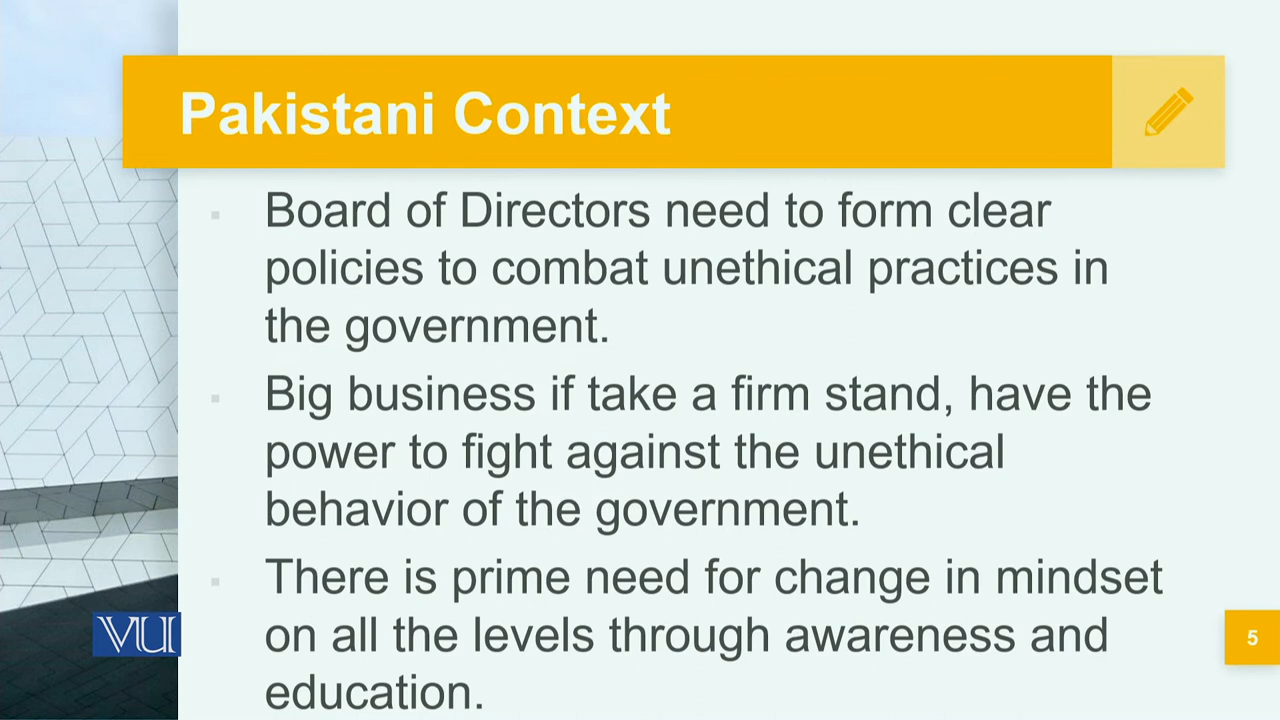 Pakistani Context
Board of Directors need to form clear
policies to combat unethical practices in
the government.
Big business if take a firm stand, have the
power to fight against the unethical
behavior of the government.
There is prime need for change in mindset
on all the levels through awareness and
education.
VU
5